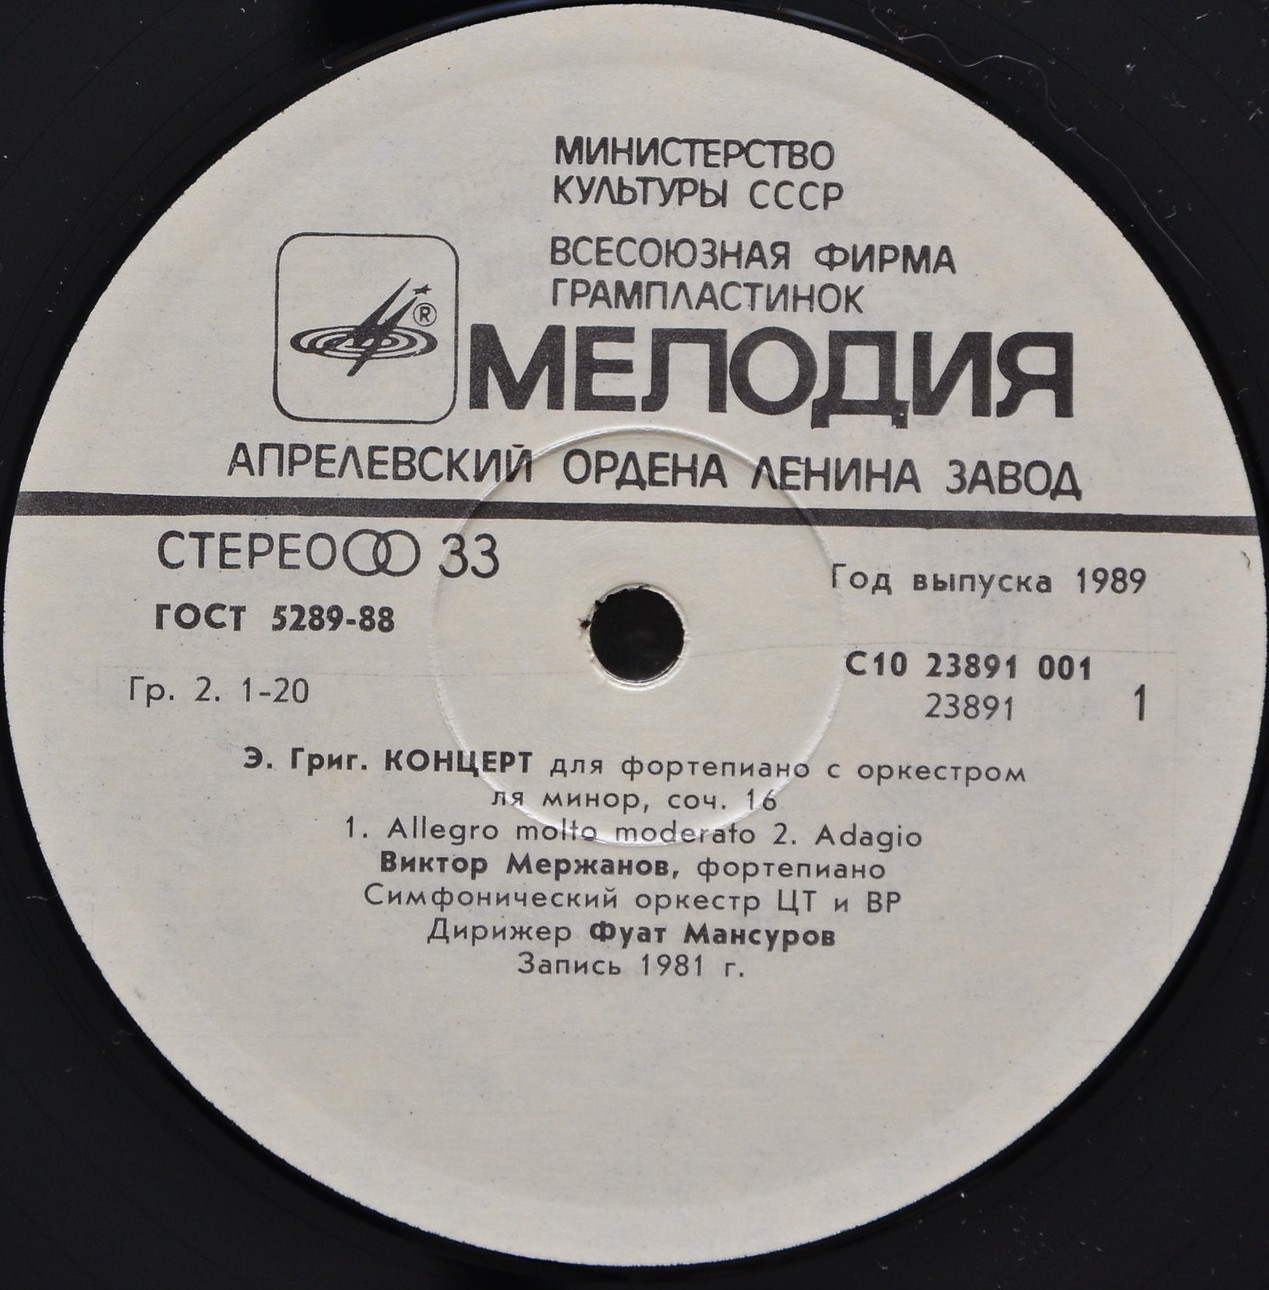 МИНИСТЕРСТВО
КУЛЬТУРЫ СССР
ВСЕСОЮЗНАЯ ФИРМА
ГРАМПЛАСТИНОК
®
МЕЛОДИЯ
АПРЕЛЕВСКИЙ ОРДЕНА ЛЕНИНА ЗАВОД
СТЕРЕО 33
Год выпуска 1989
ГОСТ 5289-88
С10 23891 001
Гр. 2. 1-20
23891 1
Э. Григ. КОНЦЕРТ для фортепиано с оркестром
ля минор, соч. 16
1. Allegro molto moderato 2. Adagio
Виктор Мержанов, фортепиано
Симфонический оркестр ЦТ и ВР
Дирижер Фуат Мансуров
Запись 1981 г.